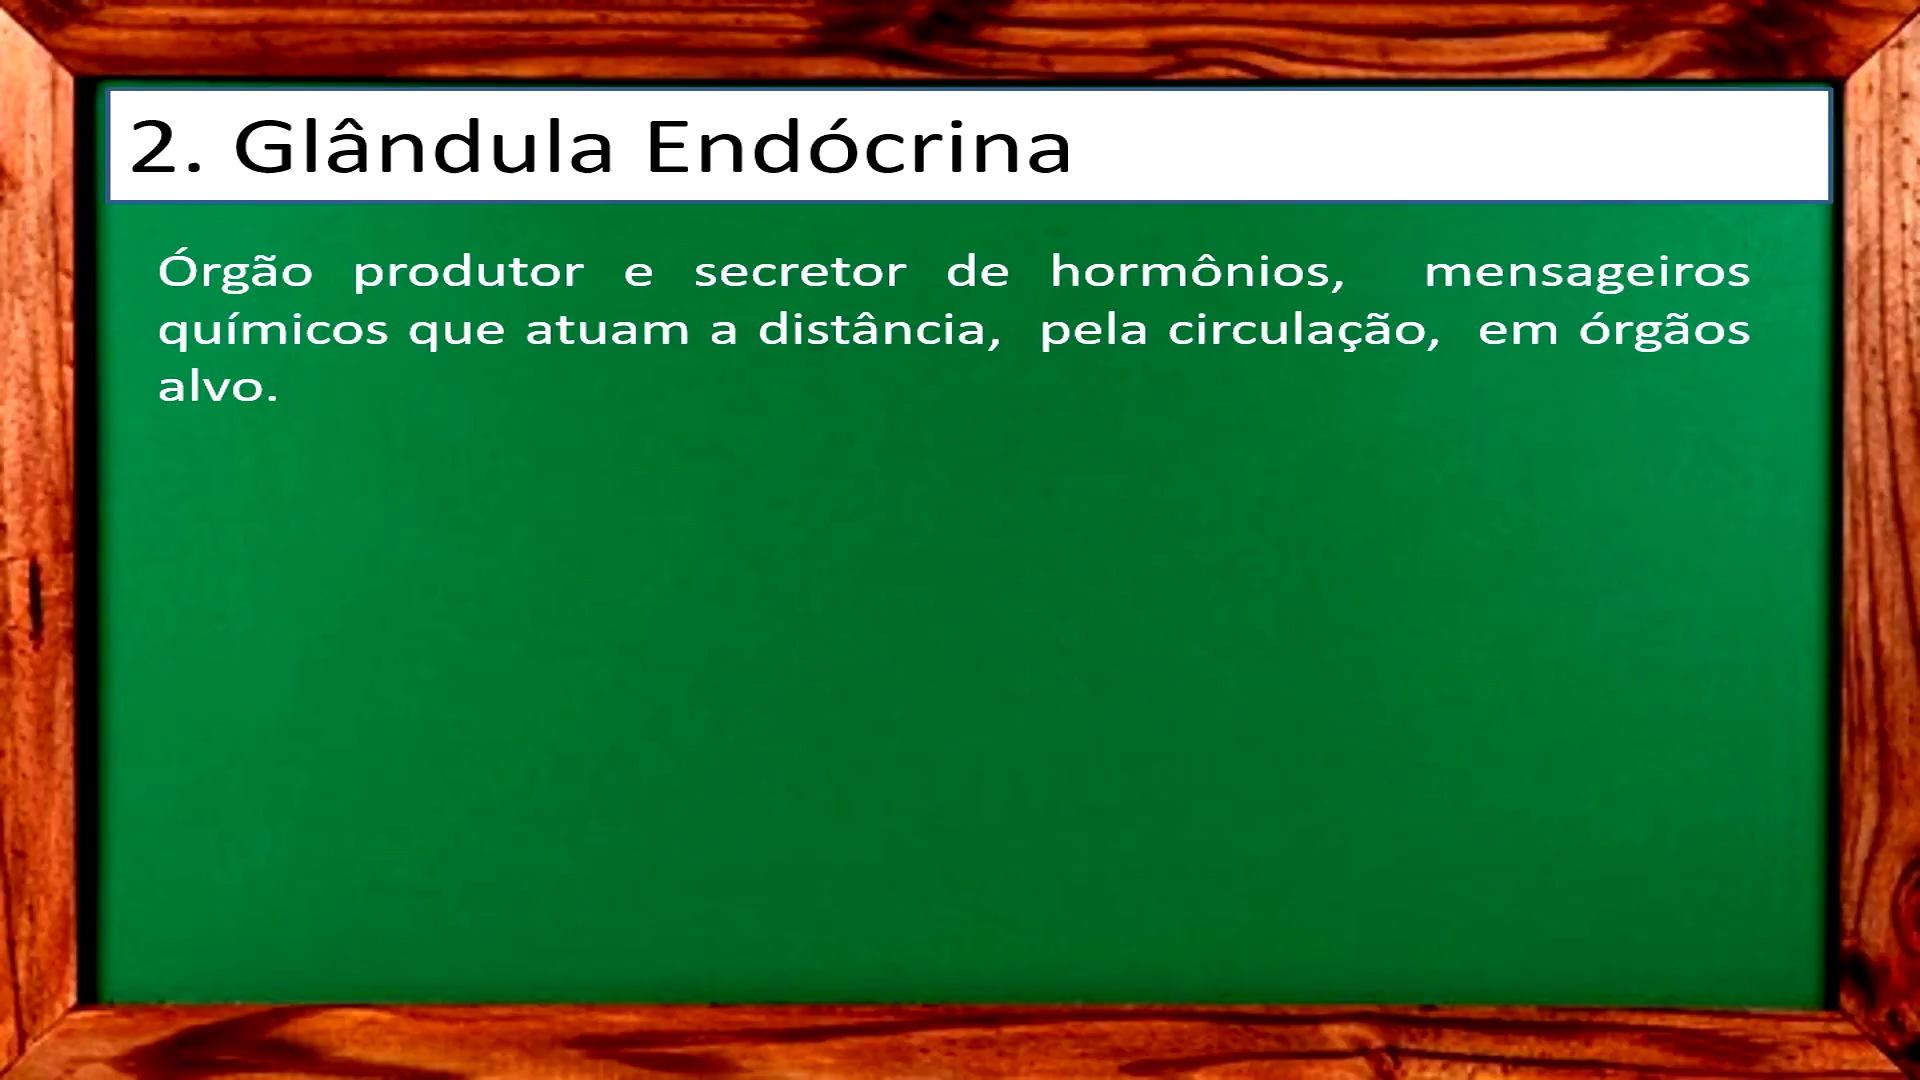 2. Glândula Endócrina
Órgão produtor e secretor de hormônios, mensageiros
químicos que atuam a distância, pela circulação, em órgãos
alvo.